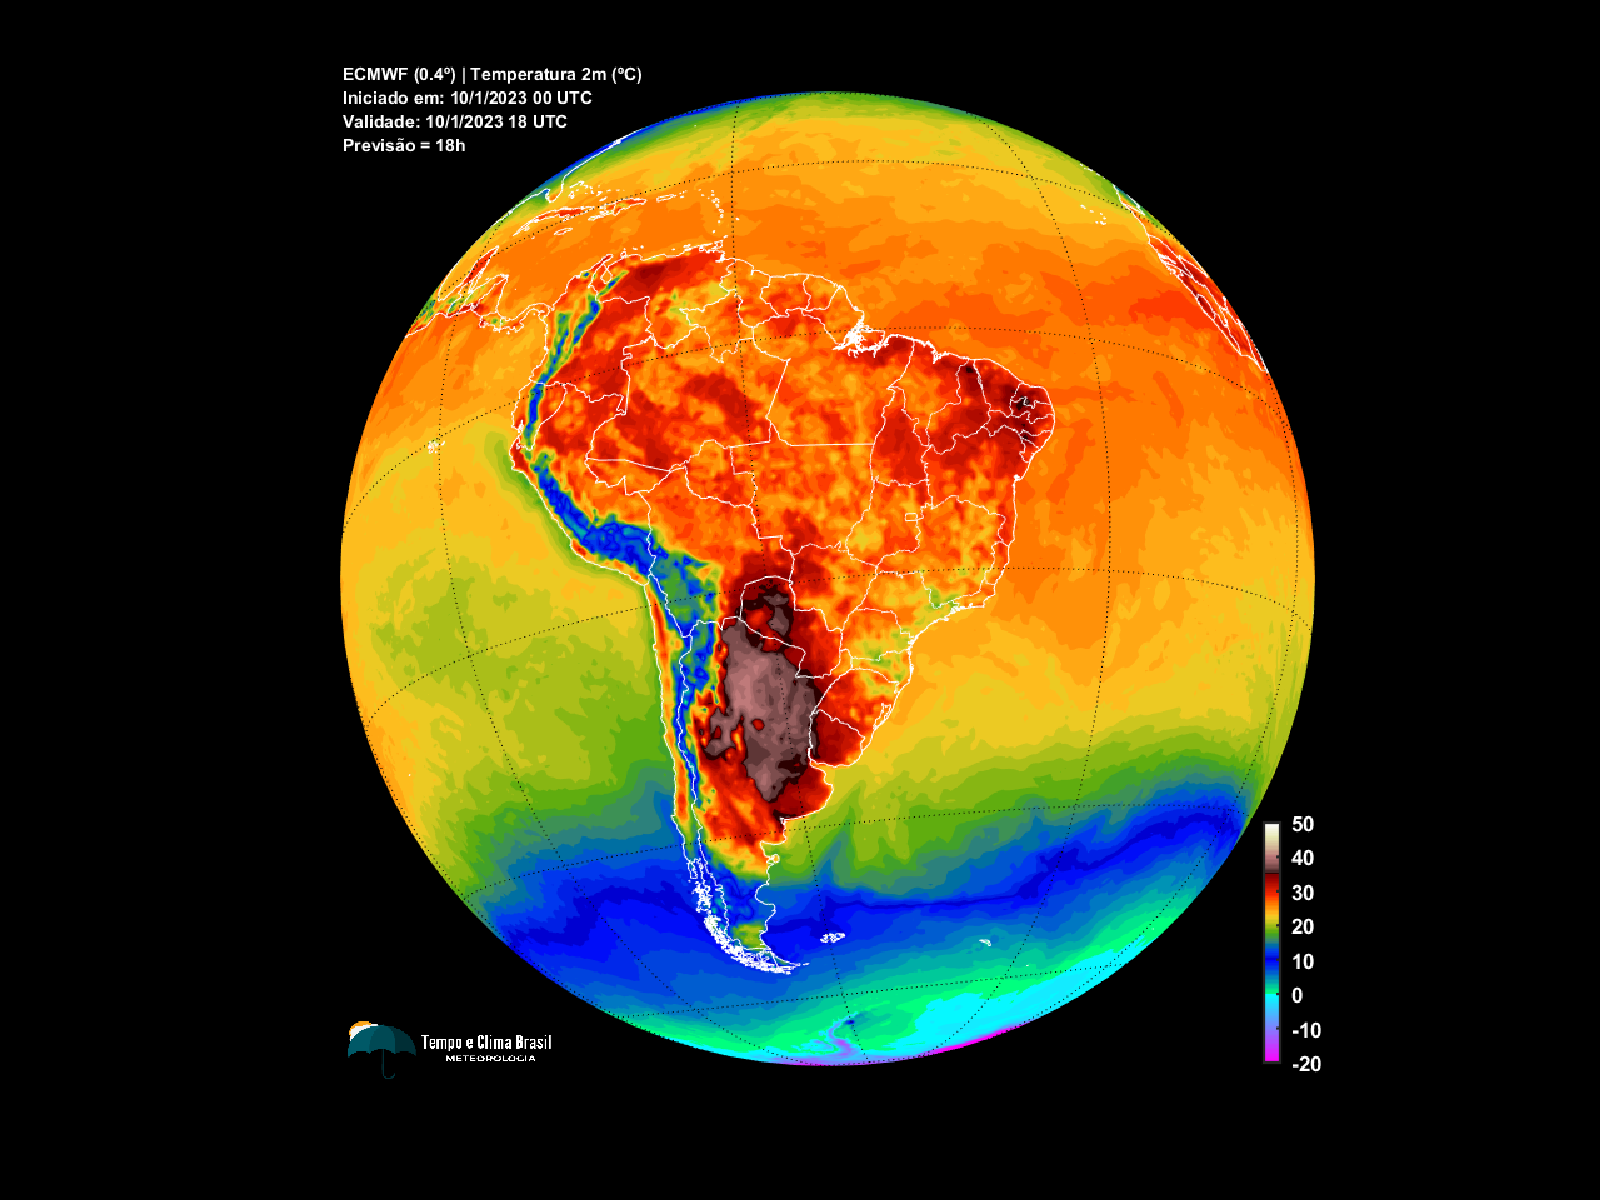 ECMWF (0.4º) | Temperatura 2m (ºC)
Iniciado em: 10/1/2023 00 UTC
Validade: 10/1/2023 18 UTC
Previsão = 18h
50
40
30
20
10
0
-10
-20
Tempo e Clima Brasil
METEOROLOGIA